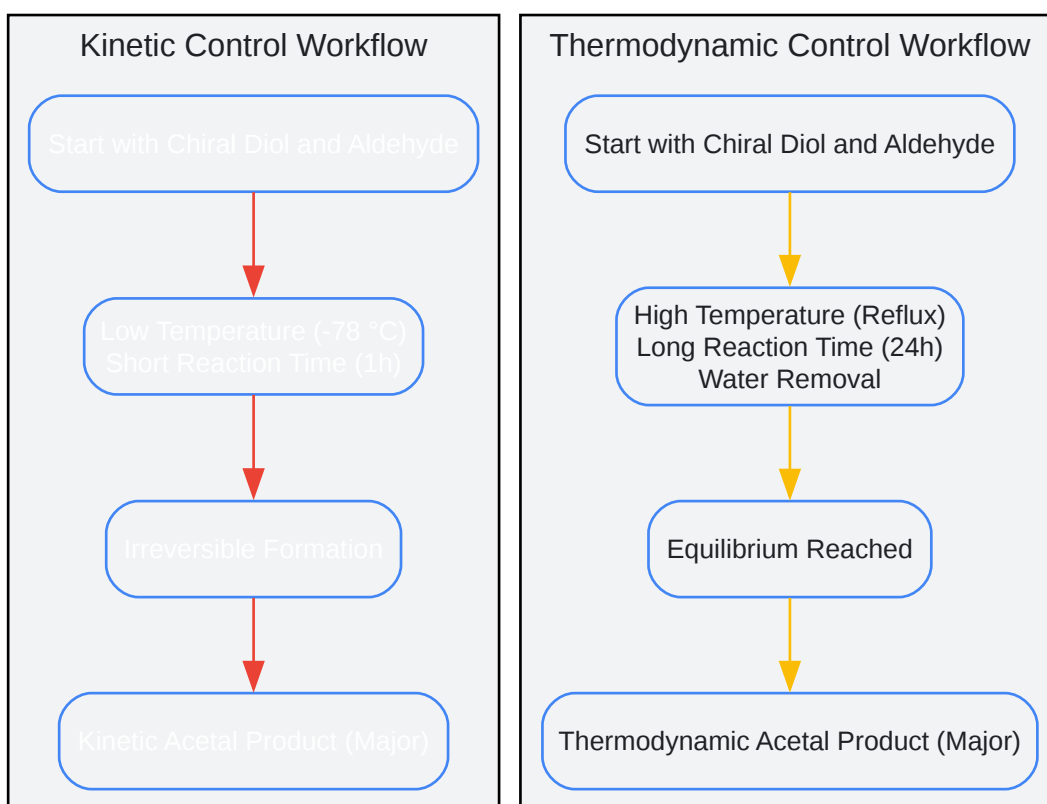 Kinetic Control Workflow
Start with Chiral Diol and Aldehyde
Low Temperature (-78 °C)
Short Reaction Time (1h)
Irreversible Formation
Kinetic Acetal Product (Major)
Thermodynamic Control Workflow
Start with Chiral Diol and Aldehyde
High Temperature (Reflux)
Long Reaction Time (24h)
Water Removal
Equilibrium Reached
Thermodynamic Acetal Product (Major)